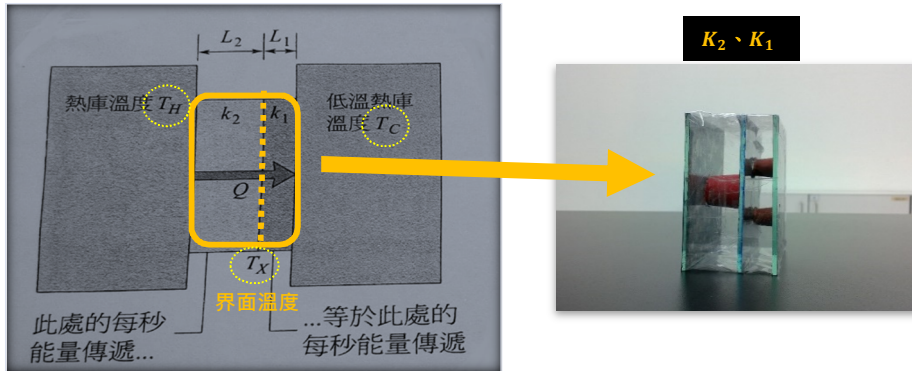 L₂ L₁
K₂、K₁
熱庫溫度 T_H
低溫熱庫
溫度 T_C
k₂ k₁
Q
T_X
界面溫度
此處的每秒
能量傳遞...
...等於此處的
每秒能量傳遞